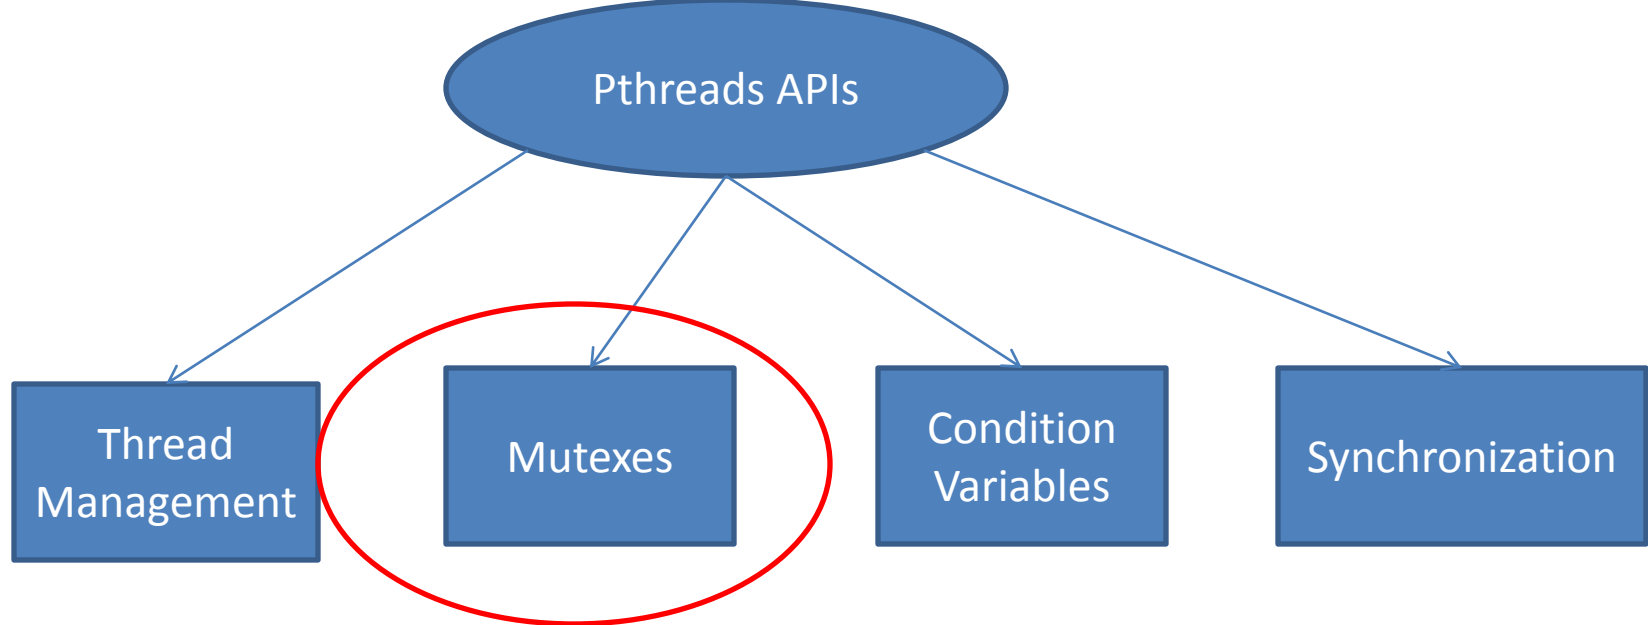 Pthreads APIs
Thread
Management
Mutexes
Condition
Variables
Synchronization